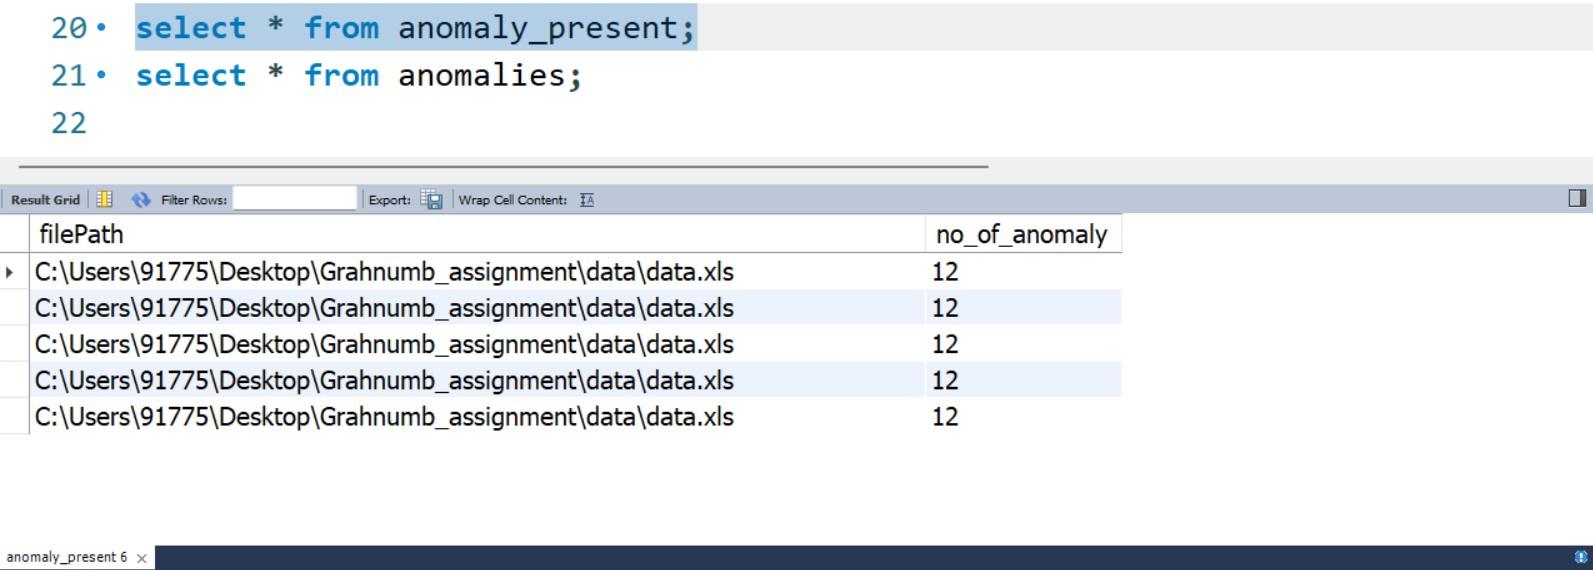 20 select * from anomaly_present;
21 select * from anomalies;
22
Result Grid Filter Rows: Export: Wrap Cell Content:
filePath no_of_anomaly
C:\Users\91775\Desktop\Grahnumb_assignment\data\data.xls 12
C:\Users\91775\Desktop\Grahnumb_assignment\data\data.xls 12
C:\Users\91775\Desktop\Grahnumb_assignment\data\data.xls 12
C:\Users\91775\Desktop\Grahnumb_assignment\data\data.xls 12
C:\Users\91775\Desktop\Grahnumb_assignment\data\data.xls 12
anomaly_present 6